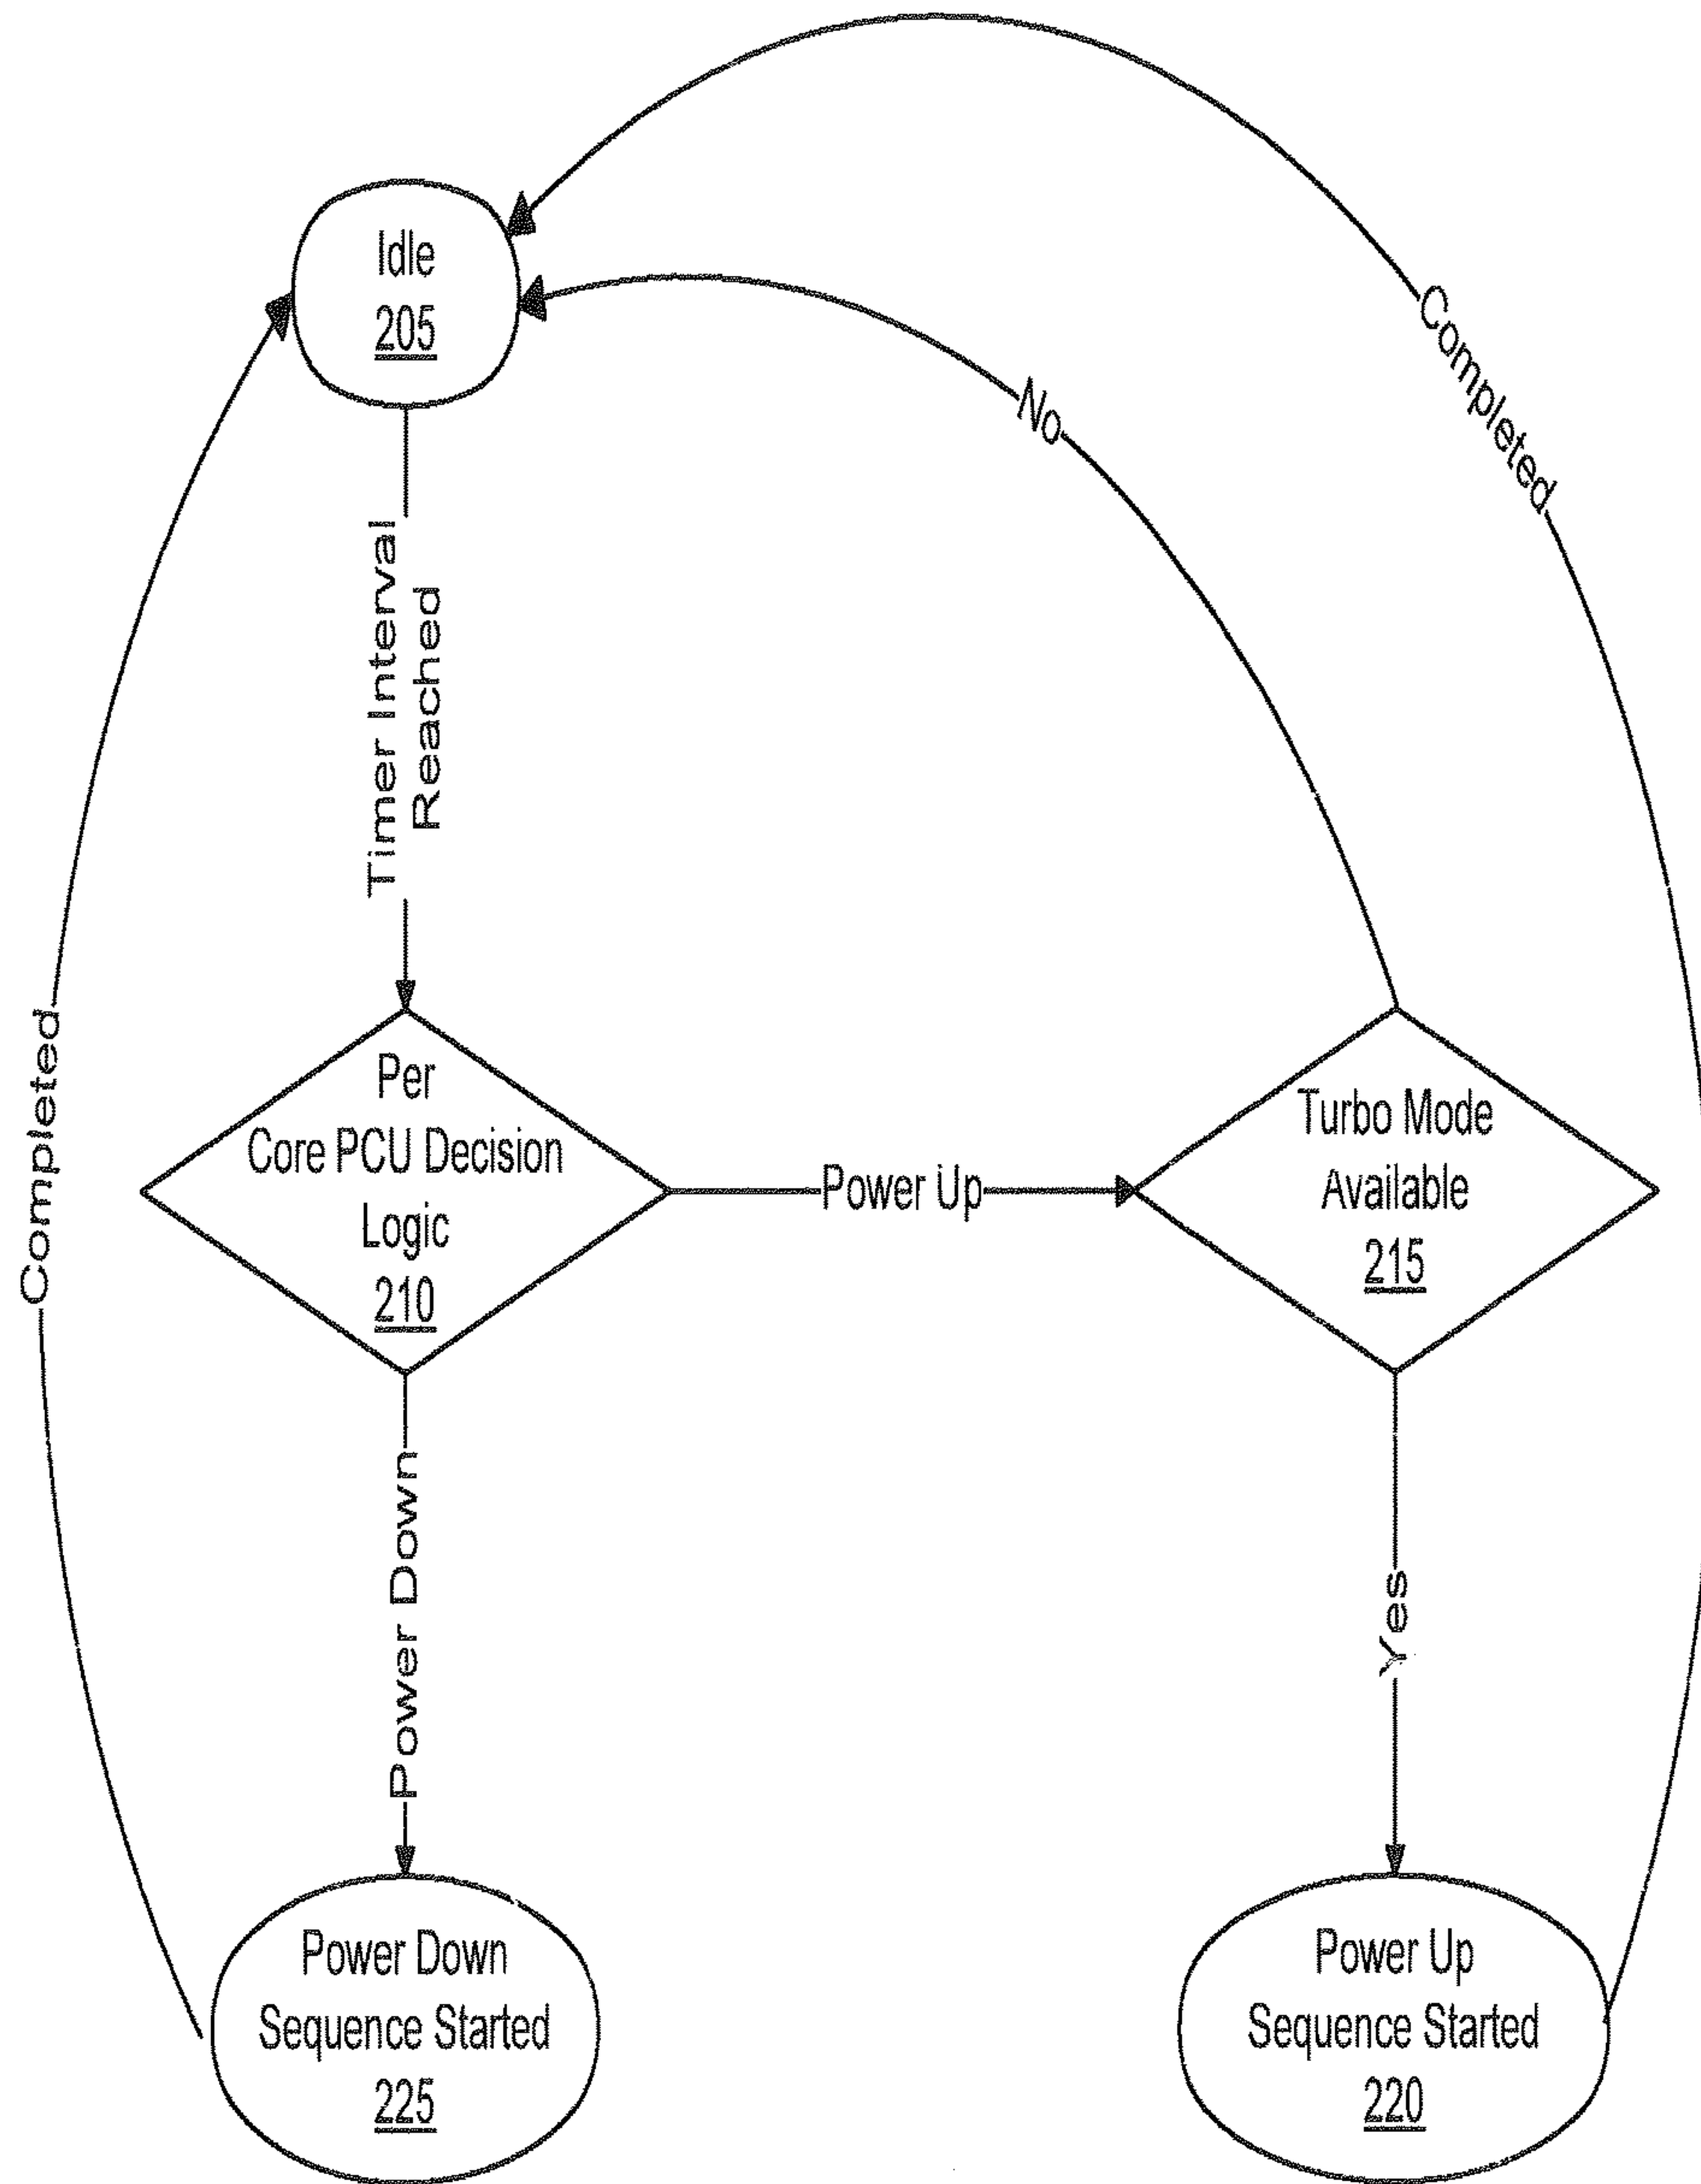 Idle
205
Completed
No
Timer Interval
Reached
Completed
Per
Core PCU Decision
Logic
210
Power Up
Turbo Mode
Available
215
Power Down
Yes
Power Down
Sequence Started
225
Power Up
Sequence Started
220